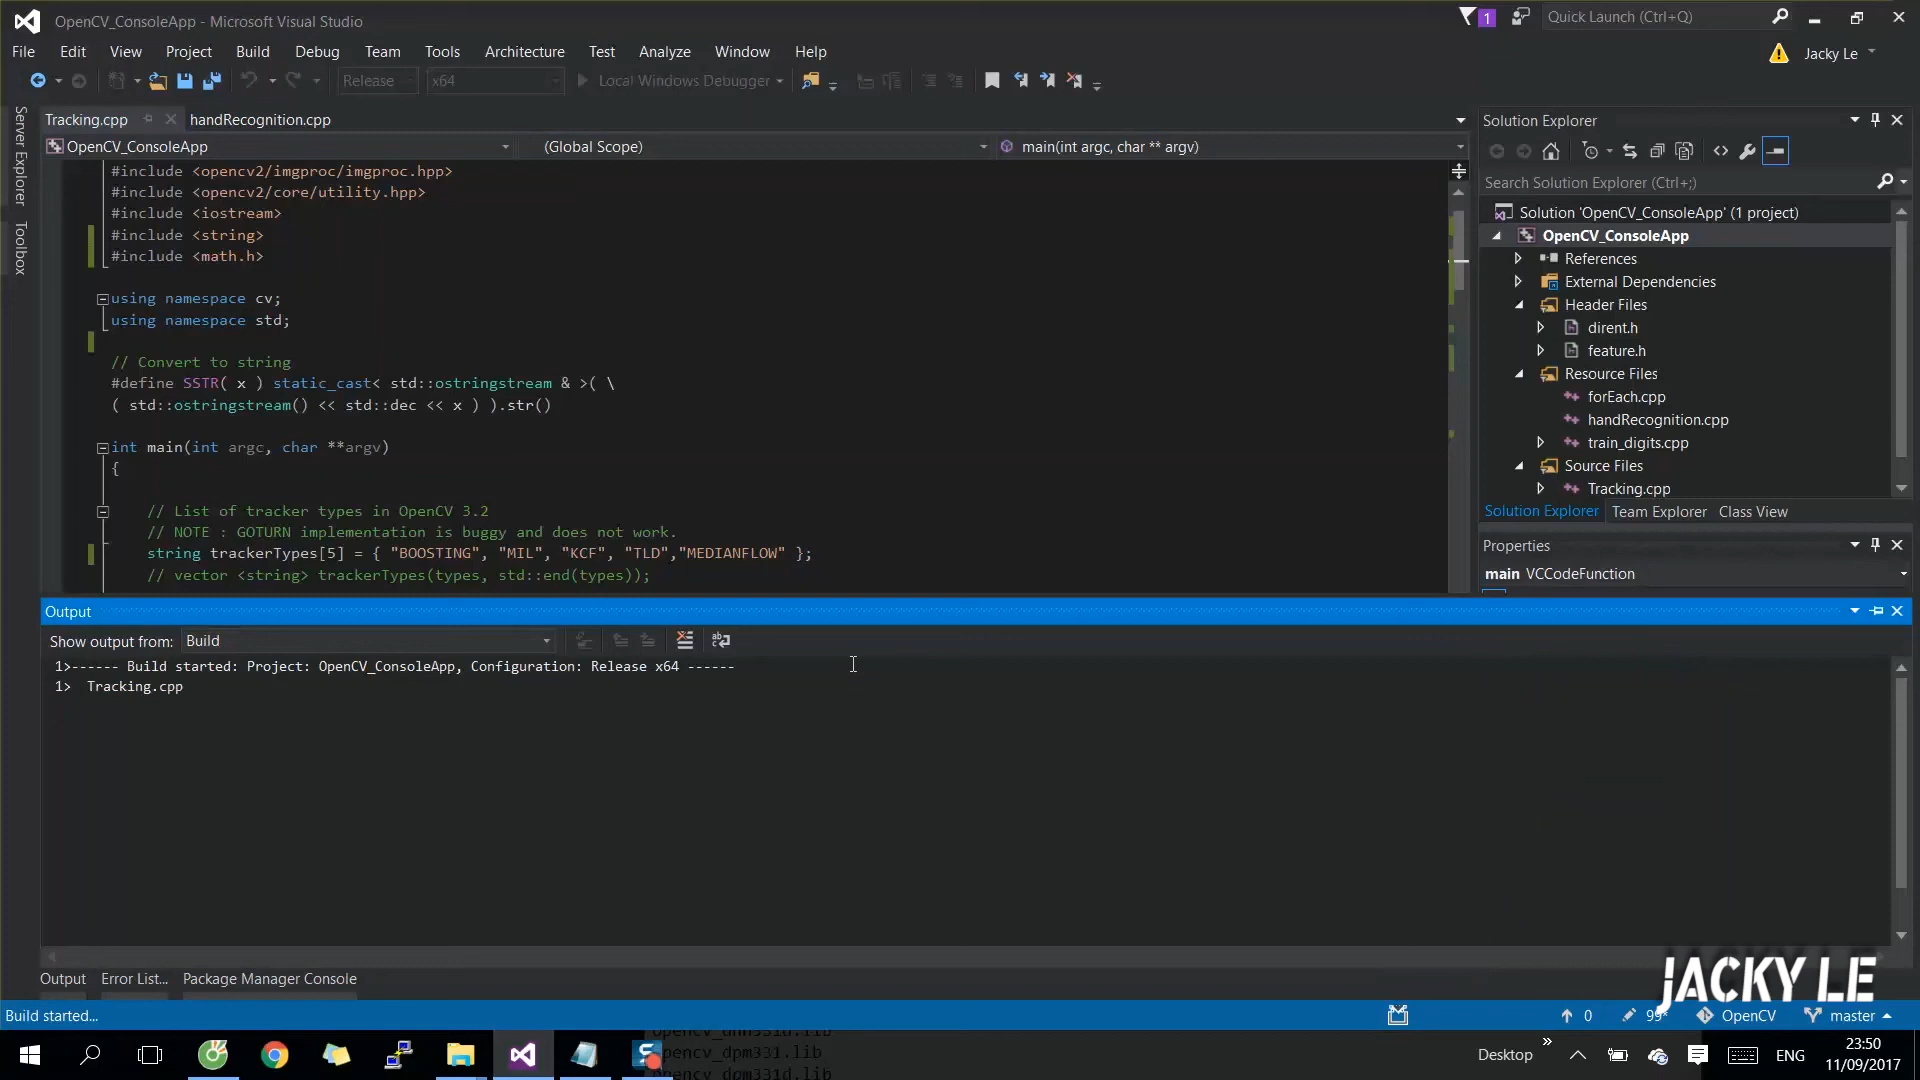 OpenCV_ConsoleApp - Microsoft Visual Studio
1
Quick Launch (Ctrl+Q)
File Edit View Project Build Debug Team Tools Architecture Test Analyze Window Help
Jacky Le
Release x64 Local Windows Debugger
Server Explorer
Toolbox
Tracking.cpp handRecognition.cpp
OpenCV_ConsoleApp (Global Scope) main(int argc, char ** argv)
#include <opencv2/imgproc/imgproc.hpp>
#include <opencv2/core/utility.hpp>
#include <iostream>
#include <string>
#include <math.h>
using namespace cv;
using namespace std;
// Convert to string
#define SSTR( x ) static_cast< std::ostringstream & >( \
( std::ostringstream() << std::dec << x ) ).str()
int main(int argc, char **argv)
{
// List of tracker types in OpenCV 3.2
// NOTE : GOTURN implementation is buggy and does not work.
string trackerTypes[5] = { "BOOSTING", "MIL", "KCF", "TLD","MEDIANFLOW" };
// vector <string> trackerTypes(types, std::end(types));
Solution Explorer
Search Solution Explorer (Ctrl+;)
Solution 'OpenCV_ConsoleApp' (1 project)
OpenCV_ConsoleApp
References
External Dependencies
Header Files
dirent.h
feature.h
Resource Files
forEach.cpp
handRecognition.cpp
train_digits.cpp
Source Files
Tracking.cpp
Solution Explorer Team Explorer Class View
Properties
main VCCodeFunction
Output
Show output from: Build
1>------ Build started: Project: OpenCV_ConsoleApp, Configuration: Release x64 ------
1> Tracking.cpp
Output Error List... Package Manager Console
JACKY LE
Build started...
0 99+ OpenCV master
opencv_dpm331.lib
opencv_dpm331d.lib
Desktop
ENG
23:50
11/09/2017